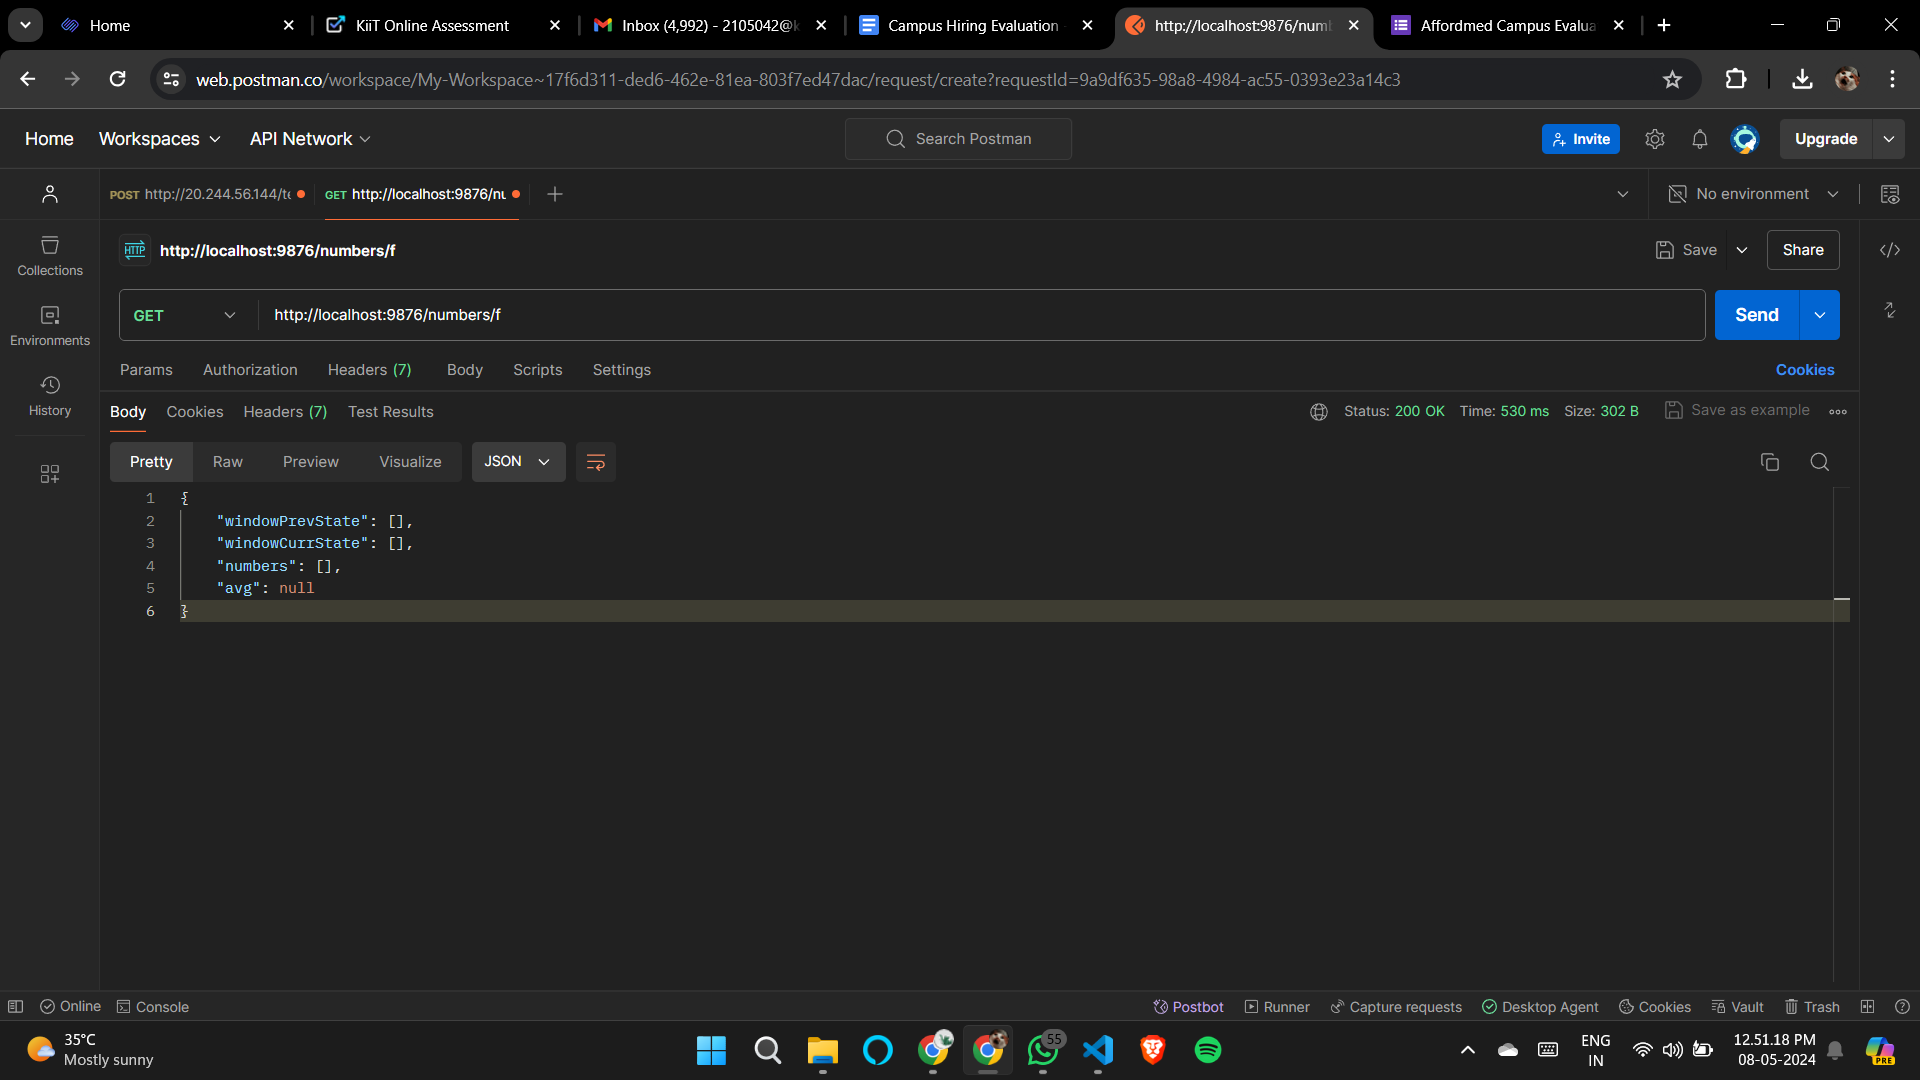 Home
KiiT Online Assessment
Inbox (4,992) - 2105042@k
Campus Hiring Evaluation
http://localhost:9876/numb
Affordmed Campus Evalua
web.postman.co/workspace/My-Workspace~17f6d311-ded6-462e-81ea-803f7ed47dac/request/create?requestId=9a9df635-98a8-4984-ac55-0393e23a14c3
Home Workspaces API Network
Search Postman
Invite
Upgrade
POST http://20.244.56.144/te
GET http://localhost:9876/nu
No environment
Collections
Environments
History
HTTP http://localhost:9876/numbers/f
Save
Share
GET http://localhost:9876/numbers/f
Send
Params Authorization Headers (7) Body Scripts Settings
Cookies
Body Cookies Headers (7) Test Results
Status: 200 OK Time: 530 ms Size: 302 B Save as example
Pretty Raw Preview Visualize JSON
1 {
2 "windowPrevState": [],
3 "windowCurrState": [],
4 "numbers": [],
5 "avg": null
6 }
Online Console
Postbot Runner Capture requests Desktop Agent Cookies Vault Trash
35°C
Mostly sunny
55
ENG
IN
12.51.18 PM
08-05-2024
PRE